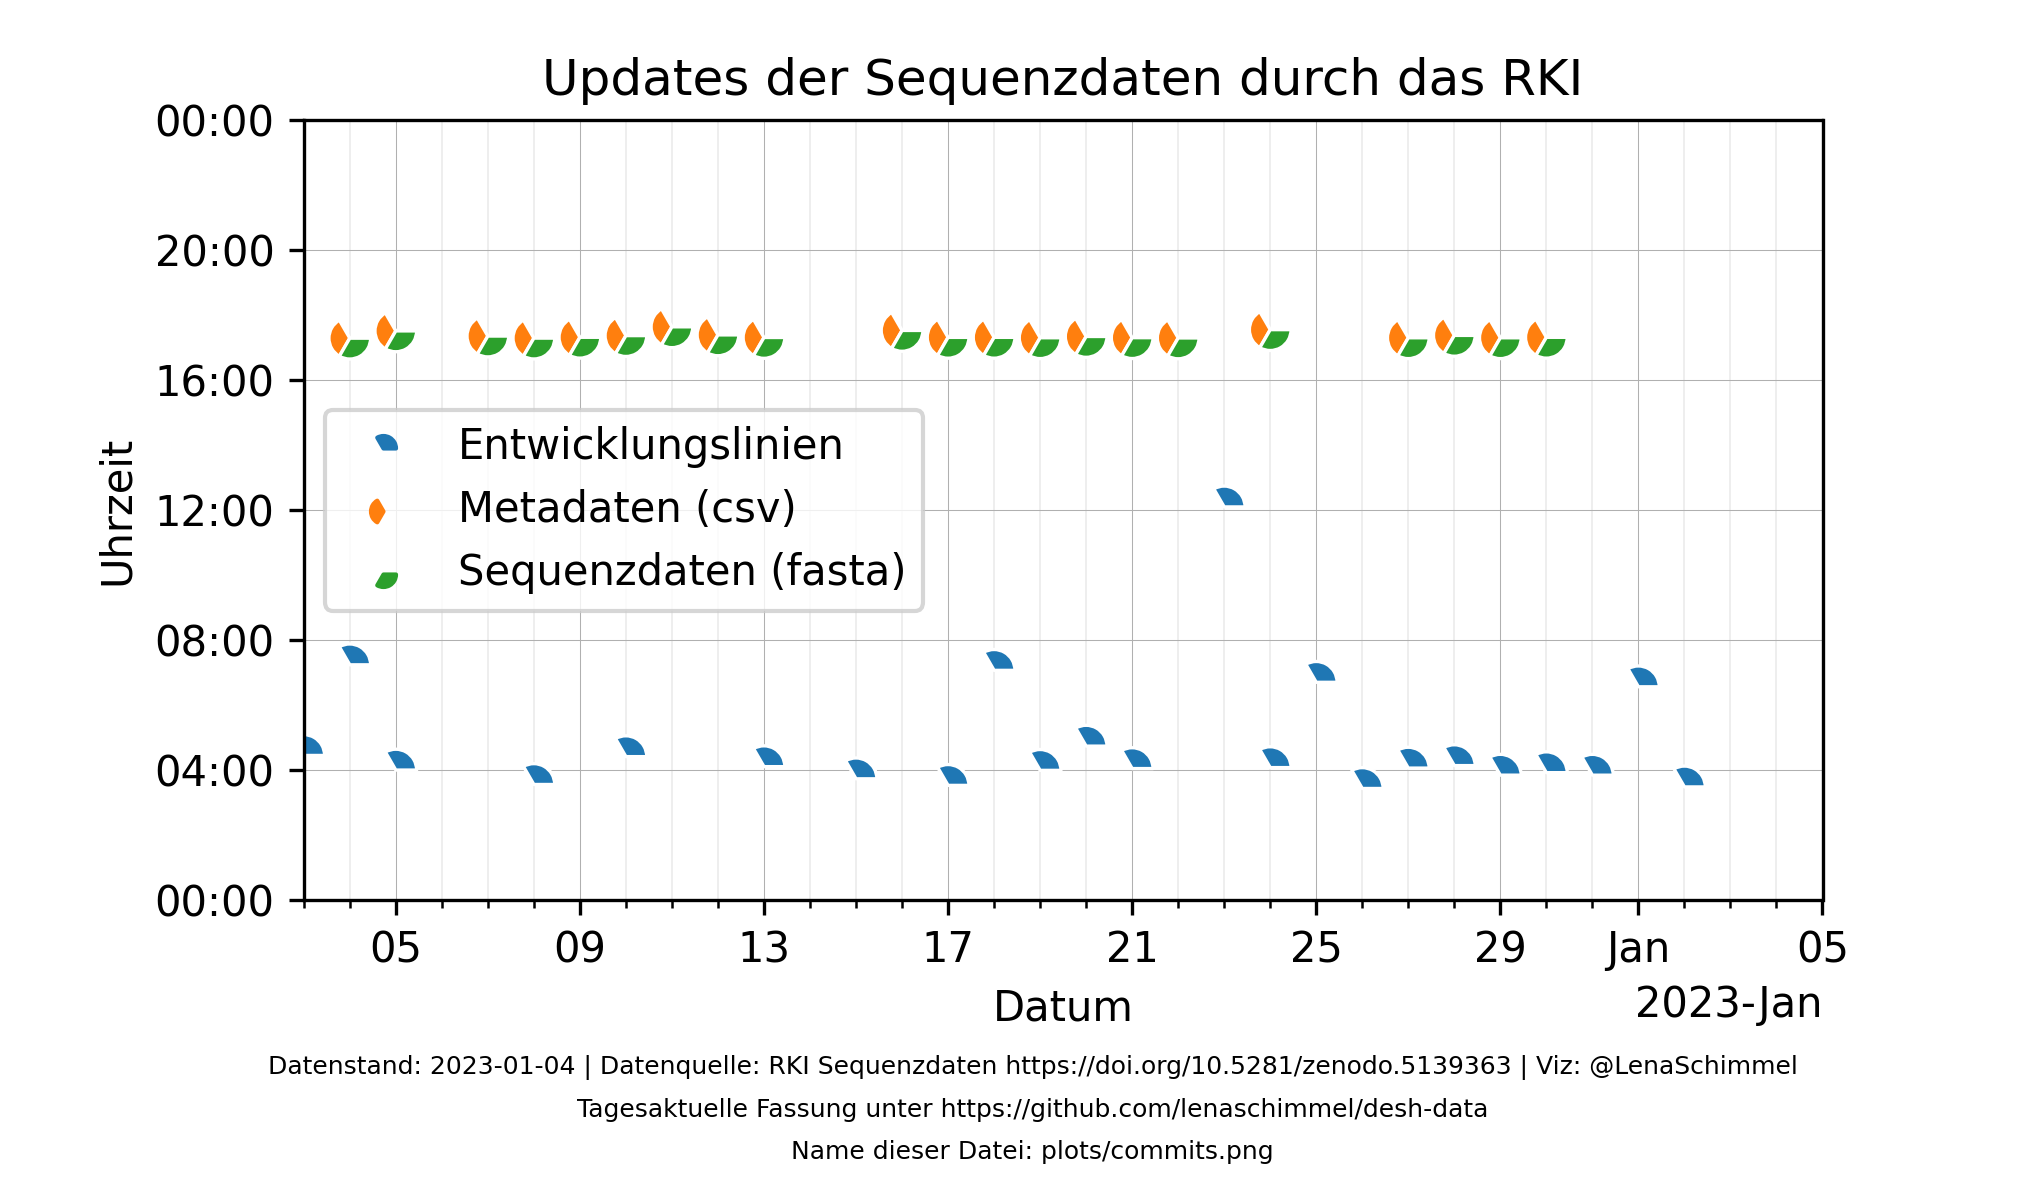 Updates der Sequenzdaten durch das RKI
00:00
20:00
16:00
12:00
08:00
04:00
00:00
Uhrzeit
Entwicklungslinien
Metadaten (csv)
Sequenzdaten (fasta)
05 09 13 17 21 25 29 Jan 05
2023-Jan
Datum
Datenstand: 2023-01-04 | Datenquelle: RKI Sequenzdaten https://doi.org/10.5281/zenodo.5139363 | Viz: @LenaSchimmel
Tagesaktuelle Fassung unter https://github.com/lenaschimmel/desh-data
Name dieser Datei: plots/commits.png